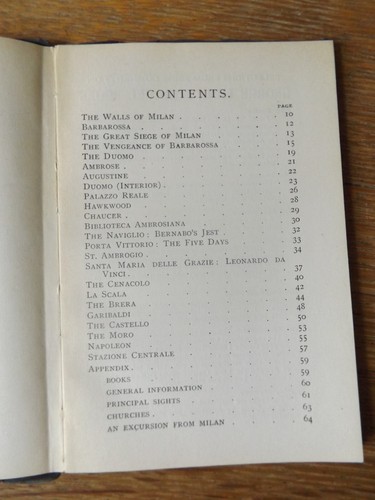 CONTENTS.
PAGE
THE WALLS OF MILAN . . . . 10
BARBAROSSA . . . . . . 12
THE GREAT SIEGE OF MILAN . . . 13
THE VENGEANCE OF BARBAROSSA . . 15
THE DUOMO . . . . . . 19
AMBROSE . . . . . . . 21
AUGUSTINE . . . . . . 22
DUOMO (INTERIOR) . . . . . 23
PALAZZO REALE . . . . . 26
HAWKWOOD . . . . . . 28
CHAUCER . . . . . . . 29
BIBLIOTECA AMBROSIANA . . . . 30
THE NAVIGLIO: BERNABO'S JEST . . 32
PORTA VITTORIO: THE FIVE DAYS . . 33
ST. AMBROGIO . . . . . . 34
SANTA MARIA DELLE GRAZIE: LEONARDO DA
VINCI . . . . . . . 37
THE CENACOLO . . . . . 40
LA SCALA . . . . . . 42
THE BRERA . . . . . . 44
GARIBALDI . . . . . . 48
THE CASTELLO . . . . . 50
THE MORO . . . . . . 53
NAPOLEON . . . . . . 55
STAZIONE CENTRALE . . . . . 57
APPENDIX . . . . . . 59
BOOKS . . . . . . 59
GENERAL INFORMATION . . . . 60
PRINCIPAL SIGHTS . . . . 61
CHURCHES . . . . . . 63
AN EXCURSION FROM MILAN . . . 64